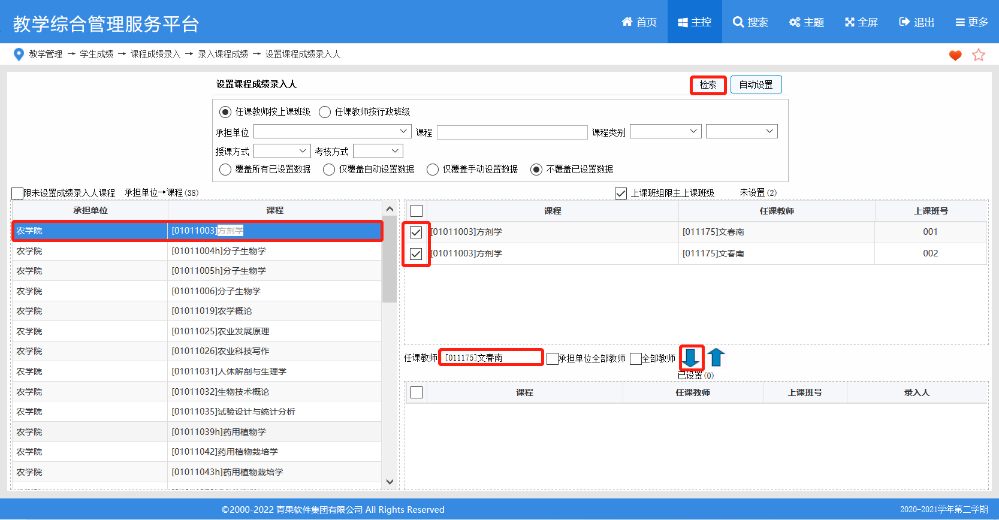 教学综合管理服务平台
首页 主控 搜索 主题 全屏 退出 更多
教学管理 → 学生成绩 → 课程成绩录入 → 录入课程成绩 → 设置课程成绩录入人
设置课程成绩录入人 检索 自动设置
任课教师按上课班级 任课教师按行政班级
承担单位 课程 课程类别
授课方式 考核方式
覆盖所有已设置数据 仅覆盖自动设置数据 仅覆盖手动设置数据 不覆盖已设置数据
限未设置成绩录入人课程 承担单位→课程(38)
承担单位 课程
农学院 [01011003]方剂学
农学院 [01011004h]分子生物学
农学院 [01011005h]分子生物学
农学院 [01011006]分子生物学
农学院 [01011019]农学概论
农学院 [01011025]农业发展原理
农学院 [01011026]农业科技写作
农学院 [01011031]人体解剖与生理学
农学院 [01011032]生物技术概论
农学院 [01011035]试验设计与统计分析
农学院 [01011039h]药用植物学
农学院 [01011042]药用植物栽培学
农学院 [01011043h]药用植物栽培学
上课班组限主上课班级 未设置(2)
课程 任课教师 上课班号
[01011003]方剂学 [011175]文春南 001
[01011003]方剂学 [011175]文春南 002
任课教师 [011175]文春南 承担单位全部教师 全部教师
已设置(0)
课程 任课教师 上课班号 录入人
©2000-2022 青果软件集团有限公司 All Rights Reserved
2020-2021学年第二学期